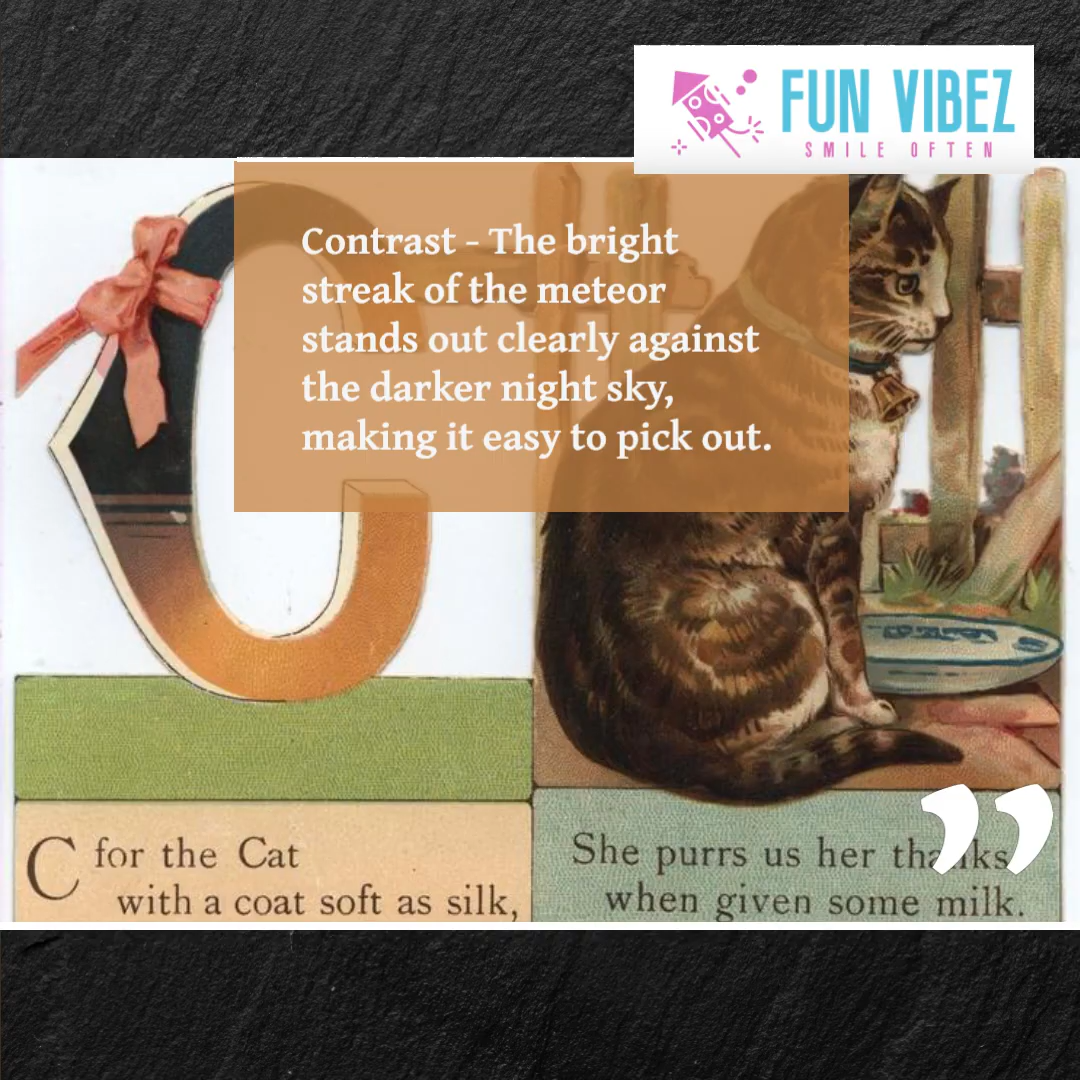 FUN VIBEZ
SMILE OFTEN
Contrast - The bright
streak of the meteor
stands out clearly against
the darker night sky,
making it easy to pick out.
C for the Cat
with a coat soft as silk,
She purrs us her thanks
when given some milk.
”